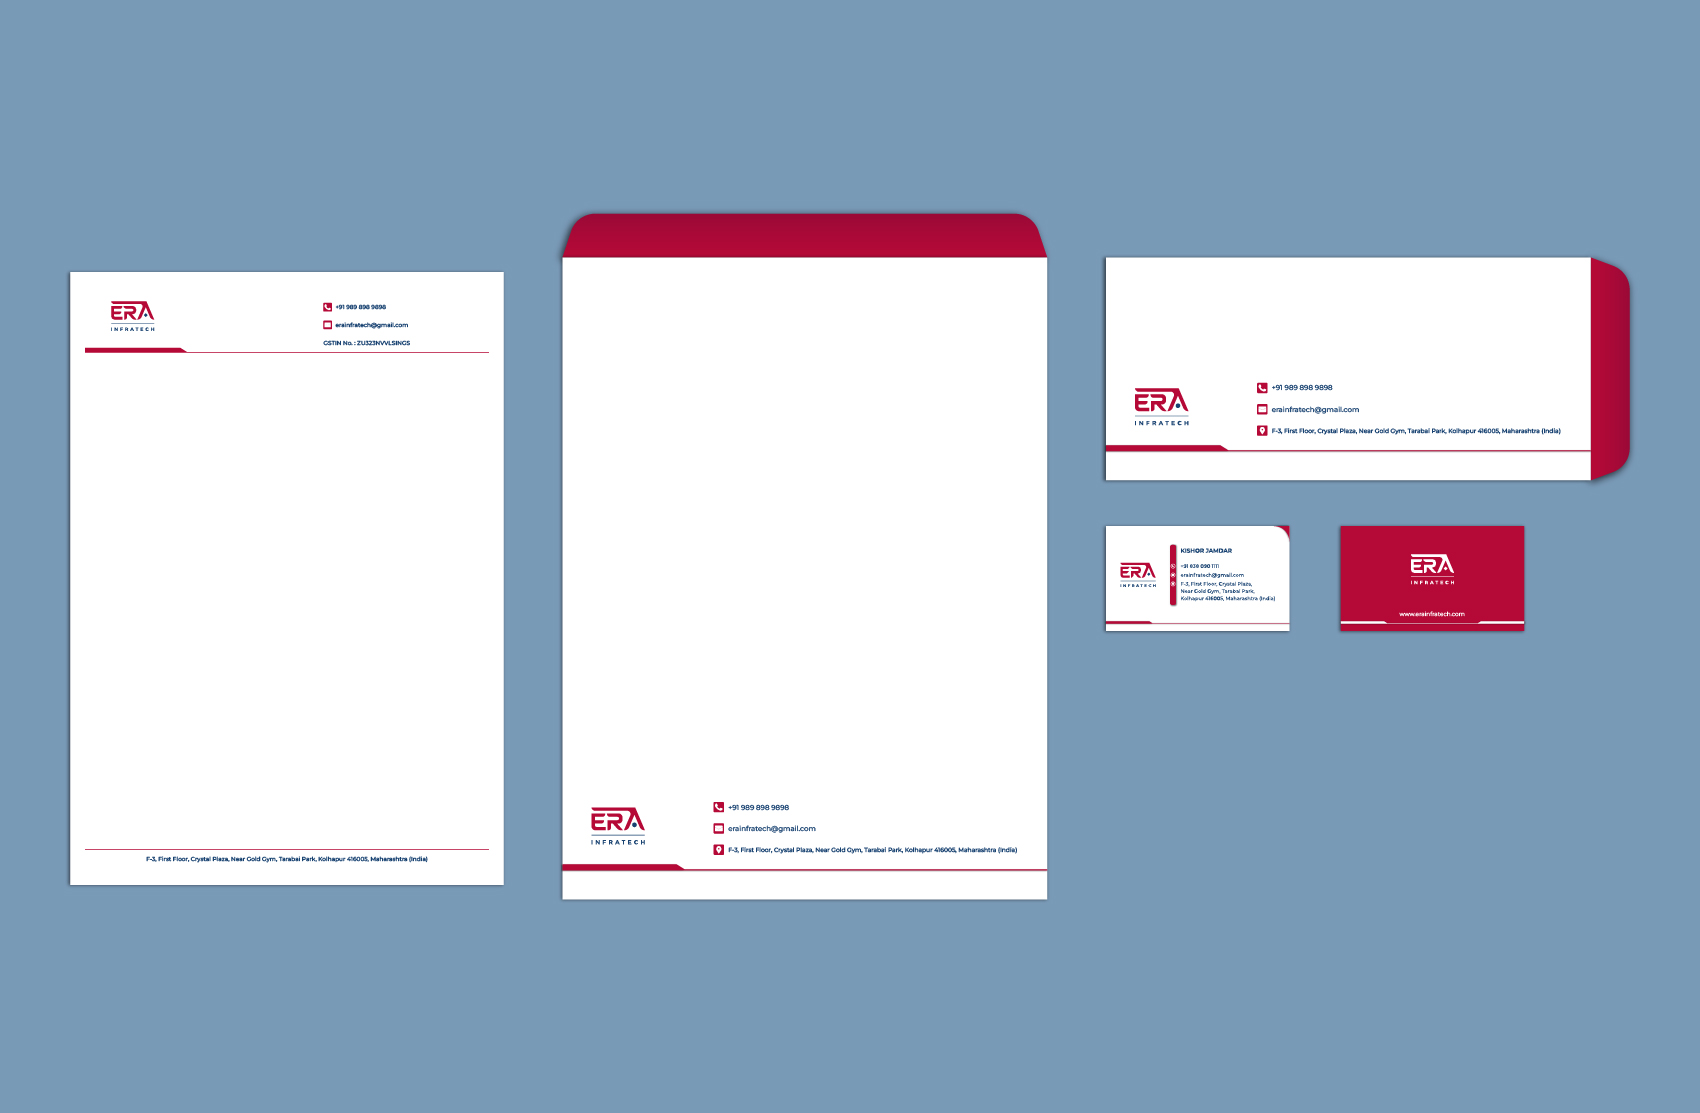 ERA
INFRATECH
+91 989 898 9898
erainfratech@gmail.com
GSTIN No. : ZU323NVVLSINGS
F-3, First Floor, Crystal Plaza, Near Gold Gym, Tarabai Park, Kolhapur 416005, Maharashtra (India)
ERA
INFRATECH
+91 989 898 9898
erainfratech@gmail.com
F-3, First Floor, Crystal Plaza, Near Gold Gym, Tarabai Park, Kolhapur 416005, Maharashtra (India)
ERA
INFRATECH
+91 989 898 9898
erainfratech@gmail.com
F-3, First Floor, Crystal Plaza, Near Gold Gym, Tarabai Park, Kolhapur 416005, Maharashtra (India)
ERA
INFRATECH
KISHOR JAMDAR
+91 1111
erainfratech@gmail.com
F-3, First Floor, Crystal Plaza,
Near Gold Gym, Tarabai Park,
Kolhapur 416005, Maharashtra (India)
ERA
INFRATECH
www.erainfratech.com